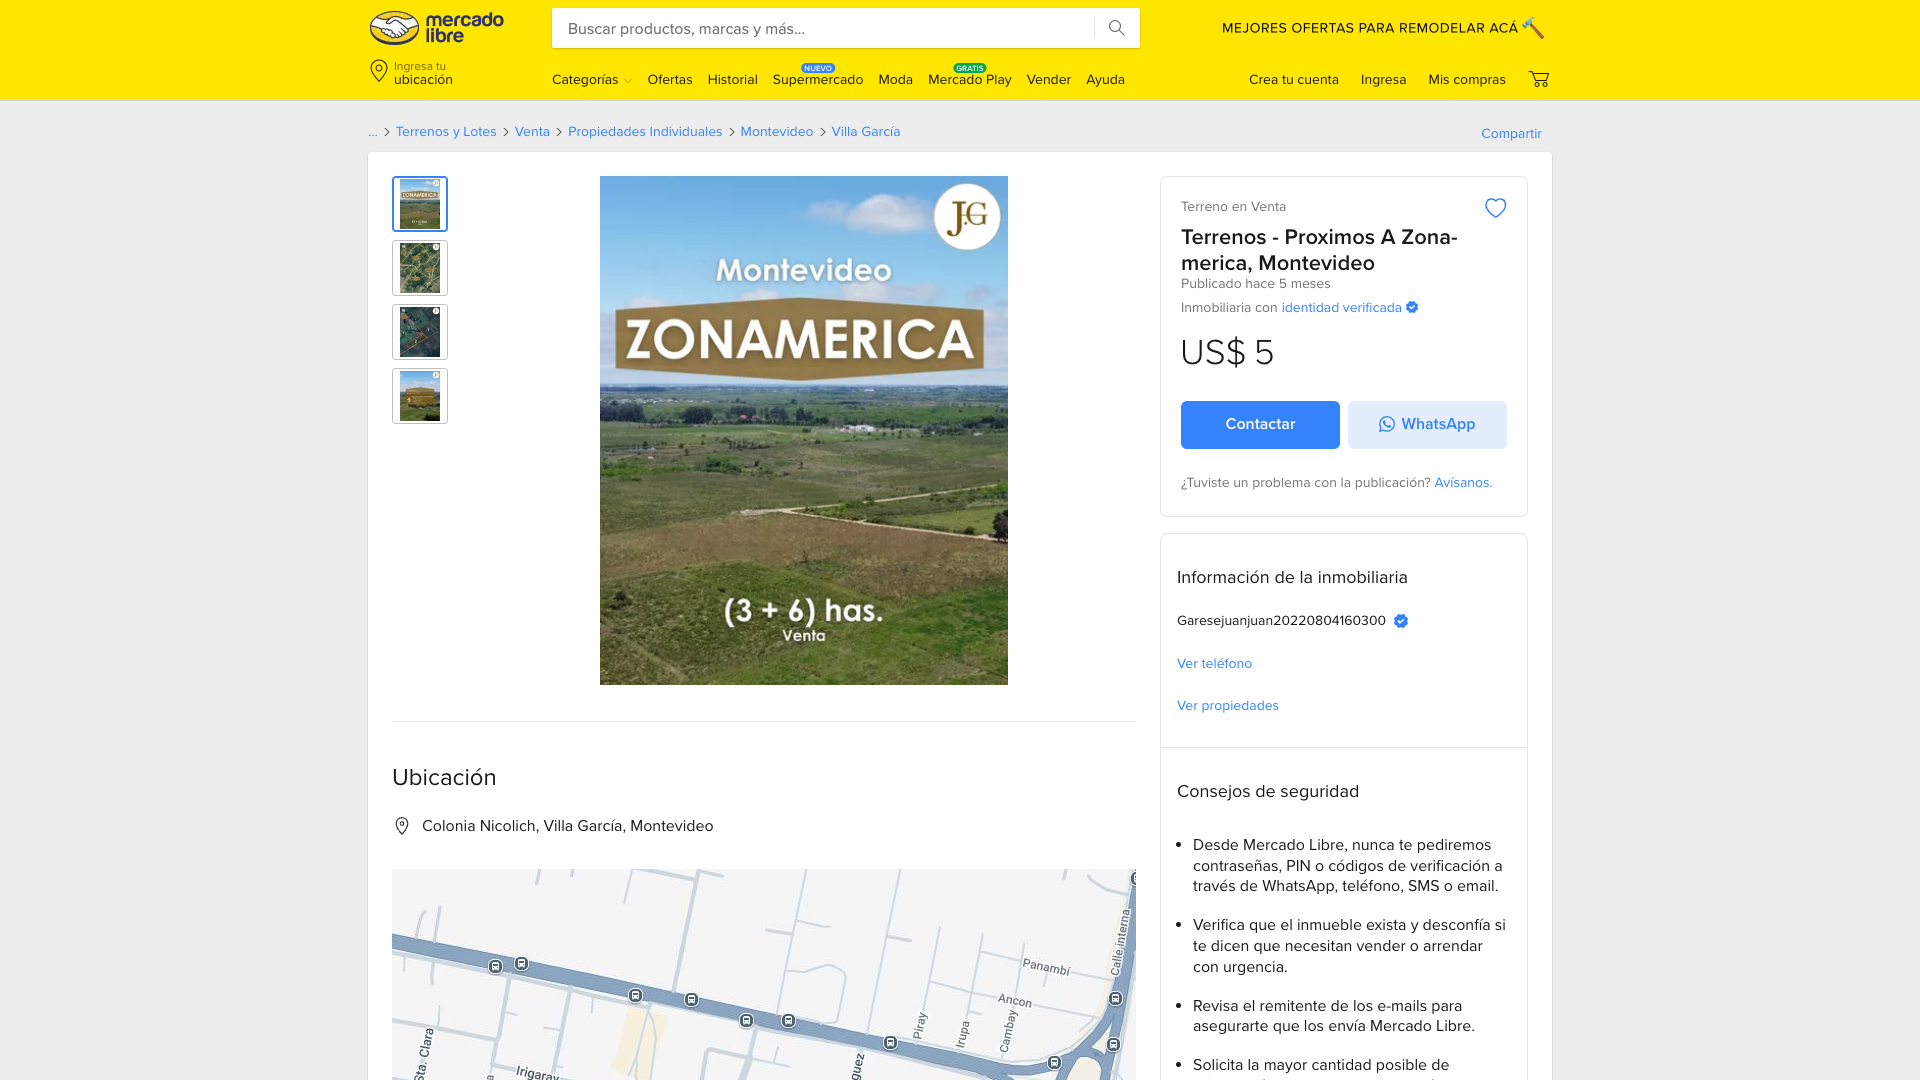 mercado
libre
Buscar productos, marcas y más...
MEJORES OFERTAS PARA REMODELAR ACÁ
Ingresa tu
ubicación
Categorías
Ofertas
Historial
NUEVO
Supermercado
Moda
GRATIS
Mercado Play
Vender
Ayuda
Crea tu cuenta
Ingresa
Mis compras
... > Terrenos y Lotes > Venta > Propiedades Individuales > Montevideo > Villa García
Compartir
J.G
Montevideo
ZONAMERICA
(3 + 6) has.
Venta
Terreno en Venta
Terrenos - Proximos A Zona-
merica, Montevideo
Publicado hace 5 meses
Inmobiliaria con identidad verificada
US$ 5
Contactar
WhatsApp
¿Tuviste un problema con la publicación? Avísanos.
Información de la inmobiliaria
Garesejuanjuan20220804160300
Ver teléfono
Ver propiedades
Ubicación
Colonia Nicolich, Villa García, Montevideo
Calle interna
Panambí
Ancon
Piray
Irupa
Cambay
Sta. Clara
Irigaray
guez
Consejos de seguridad
• Desde Mercado Libre, nunca te pediremos
contraseñas, PIN o códigos de verificación a
través de WhatsApp, teléfono, SMS o email.
• Verifica que el inmueble exista y desconfía si
te dicen que necesitan vender o arrendar
con urgencia.
• Revisa el remitente de los e-mails para
asegurarte que los envía Mercado Libre.
• Solicita la mayor cantidad posible de